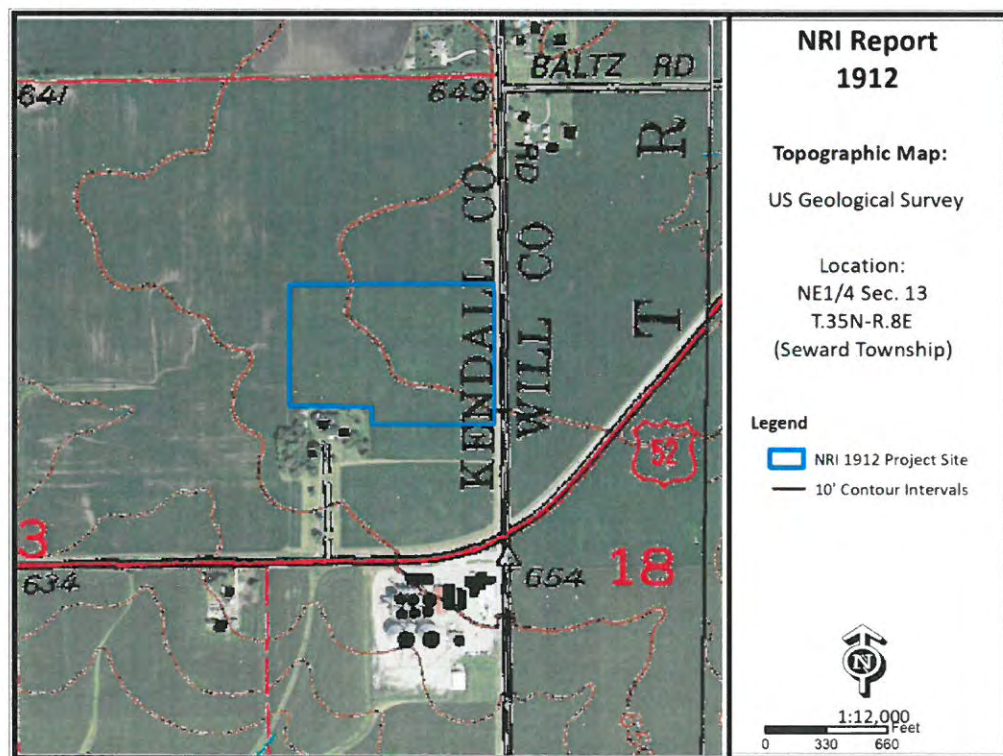 641
649
BALTZ RD
RD
KENDALL CO
WILL CO
T R
52
3
634
654
18
NRI Report
1912
Topographic Map:
US Geological Survey
Location:
NE1/4 Sec. 13
T.35N-R.8E
(Seward Township)
Legend
NRI 1912 Project Site
10' Contour Intervals
N
1:12,000
Feet
0 330 660